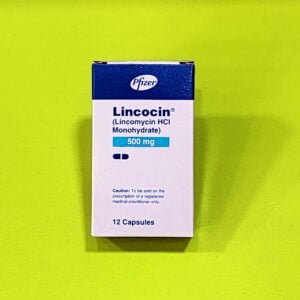 Pfizer
Lincocin®
(Lincomycin HCl
Monohydrate)
500 mg
Caution: To be sold on the
prescription of a registered
medical practitioner only.
12 Capsules